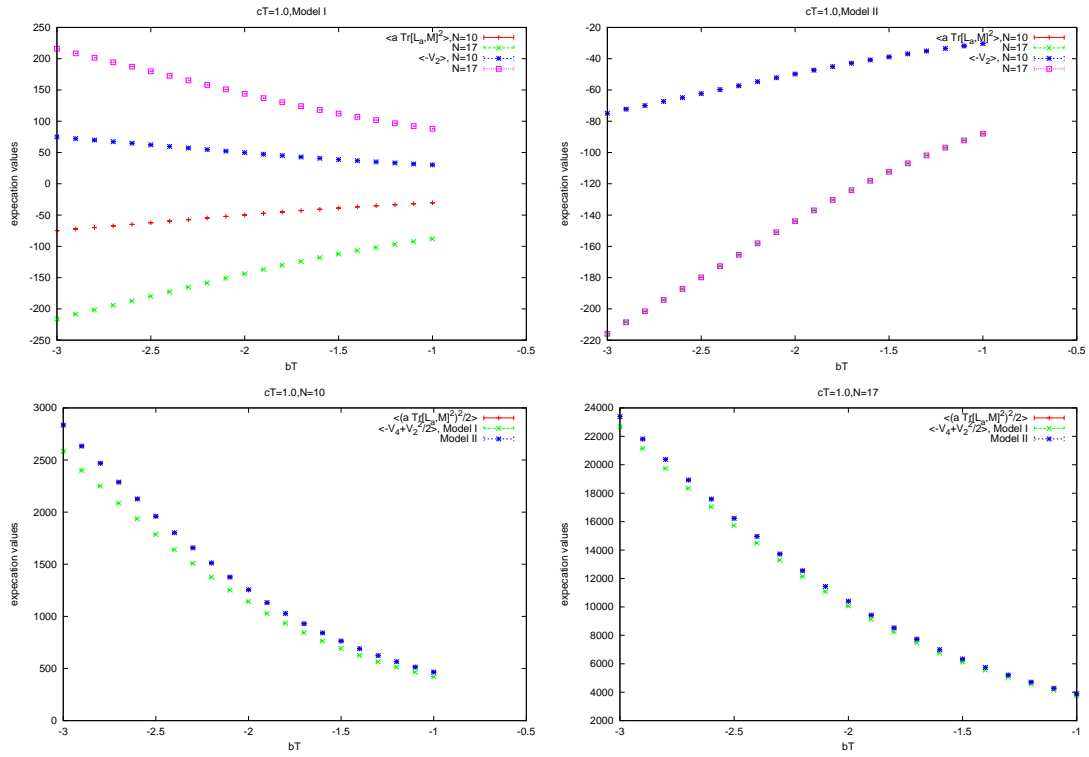 cT=1.0,Model I
<a Tr[L_a,M]^2>,N=10
N=17
<-V_2>, N=10
N=17
250
200
150
100
50
0
-50
-100
-150
-200
-250
expecation values
-3
-2.5
-2
-1.5
-1
-0.5
bT
cT=1.0,Model II
<a Tr[L_a,M]^2>,N=10
N=17
<-V_2>, N=10
N=17
-20
-40
-60
-80
-100
-120
-140
-160
-180
-200
-220
expecation values
-3
-2.5
-2
-1.5
-1
-0.5
bT
cT=1.0,N=10
<(a Tr[L_a,M]^2)^2/2>
<-V_4+V_2^2/2>, Model I
Model II
3000
2500
2000
1500
1000
500
0
expecation values
-3
-2.5
-2
-1.5
-1
-0.5
bT
cT=1.0,N=17
<(a Tr[L_a,M]^2)^2/2>
<-V_4+V_2^2/2>, Model I
Model II
24000
22000
20000
18000
16000
14000
12000
10000
8000
6000
4000
2000
expecation values
-3
-2.5
-2
-1.5
-1
bT